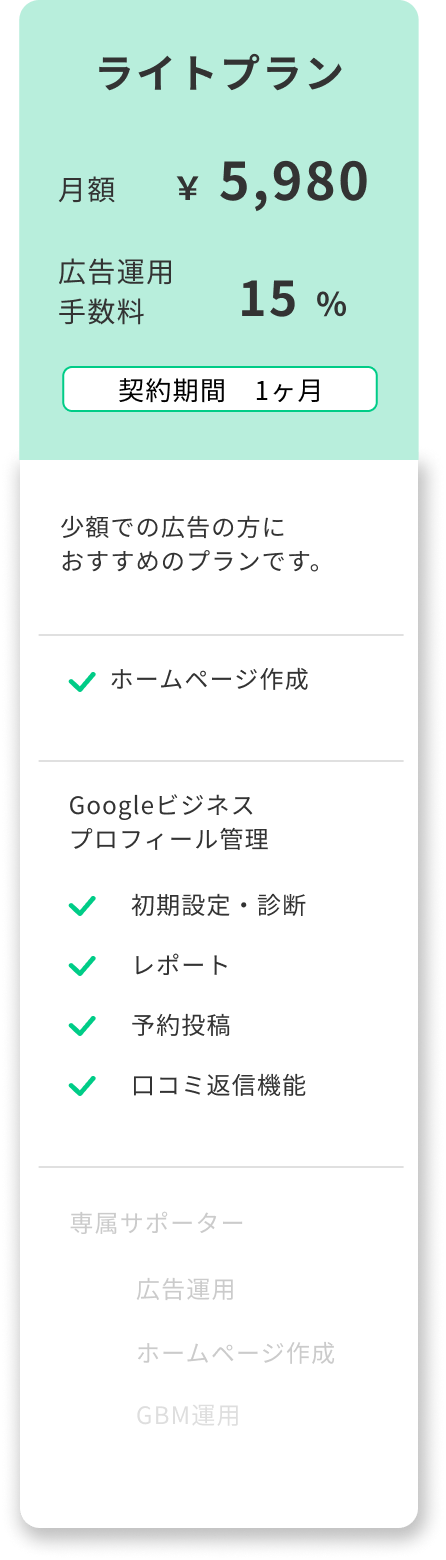 ライトプラン
月額 ¥ 5,980
広告運用
手数料 15 %
契約期間 1ヶ月
少額での広告の方に
おすすめのプランです。
ホームページ作成
Googleビジネス
プロフィール管理
初期設定・診断
レポート
予約投稿
口コミ返信機能
専属サポーター
広告運用
ホームページ作成
GBM運用